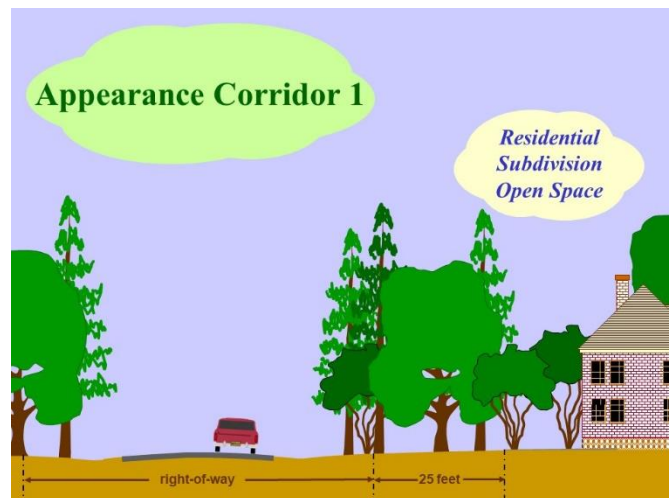 Appearance Corridor 1
Residential
Subdivision
Open Space
right-of-way
25 feet